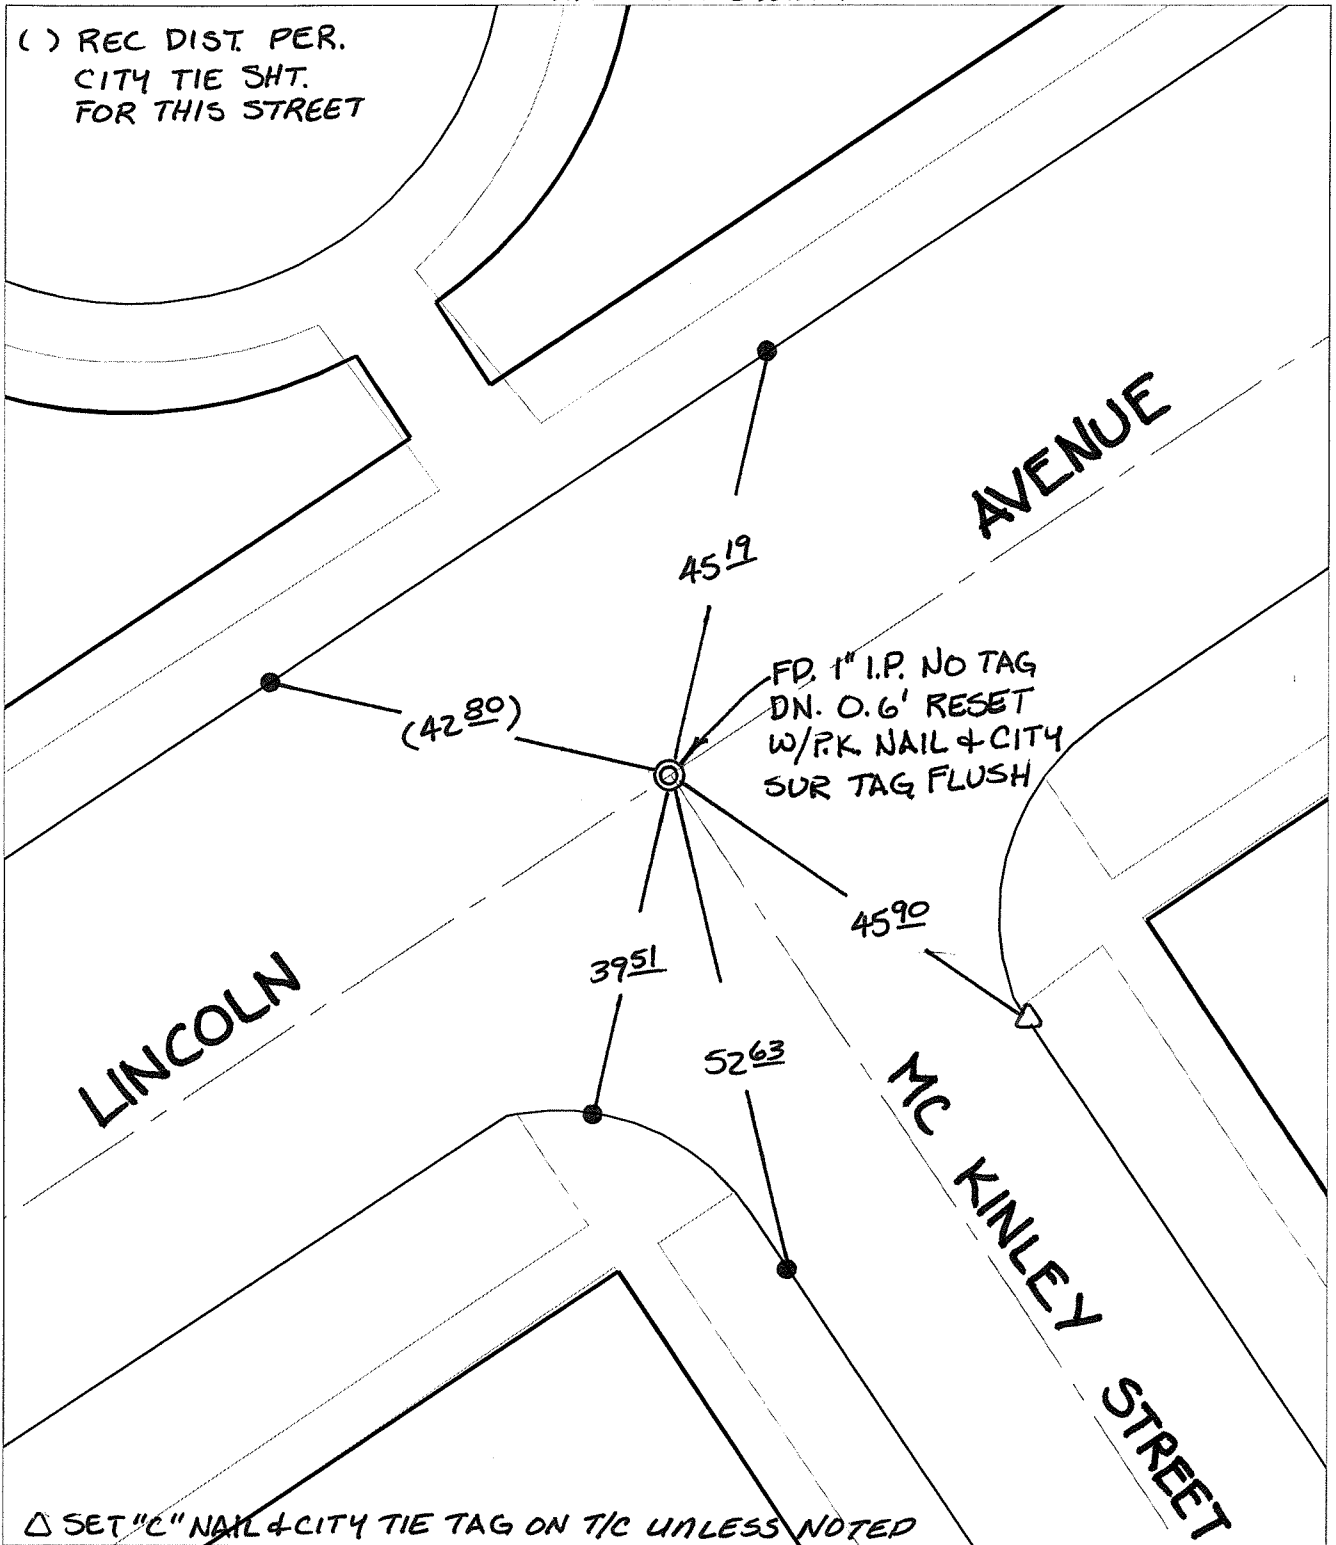 ( ) REC DIST. PER.
CITY TIE SHT.
FOR THIS STREET
AVENUE
45 19
FD. 1" I.P. NO TAG
DN. 0.6' RESET
W/P.K. NAIL & CITY
SUR TAG FLUSH
(42 80)
45 90
39 51
LINCOLN
52 63
MC KINLEY STREET
△ SET "C" NAIL & CITY TIE TAG ON T/C UNLESS NOTED